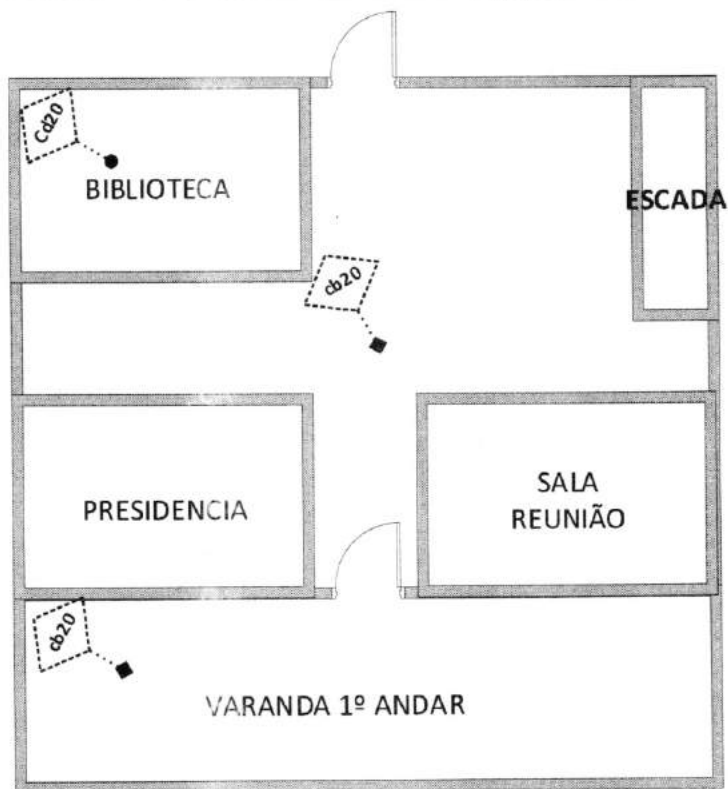 Cd20
BIBLIOTECA
ESCADA
cb20
PRESIDENCIA
SALA
REUNIÃO
cb20
VARANDA 1º ANDAR